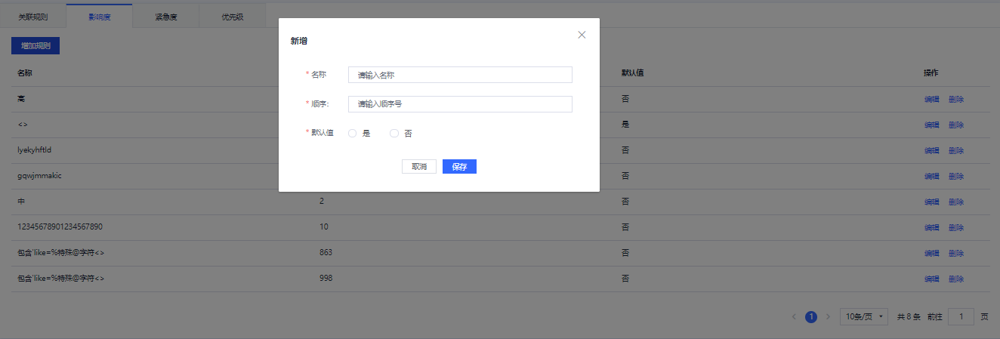 关联规则 影响度 紧急度 优先级
增加规则
新增
* 名称 请输入名称
* 顺序: 请输入顺序号
* 默认值 是 否
取消 保存
名称 默认值 操作
高 否 编辑 删除
<> 是 编辑 删除
lyekyhftld 否 编辑 删除
gqwjmmakic 否 编辑 删除
中 2 否 编辑 删除
12345678901234567890 10 否 编辑 删除
包含`like=%特殊@字符<> 863 否 编辑 删除
包含`like=%特殊@字符<> 998 否 编辑 删除
< 1 > 10条/页 共 8 条 前往 1 页